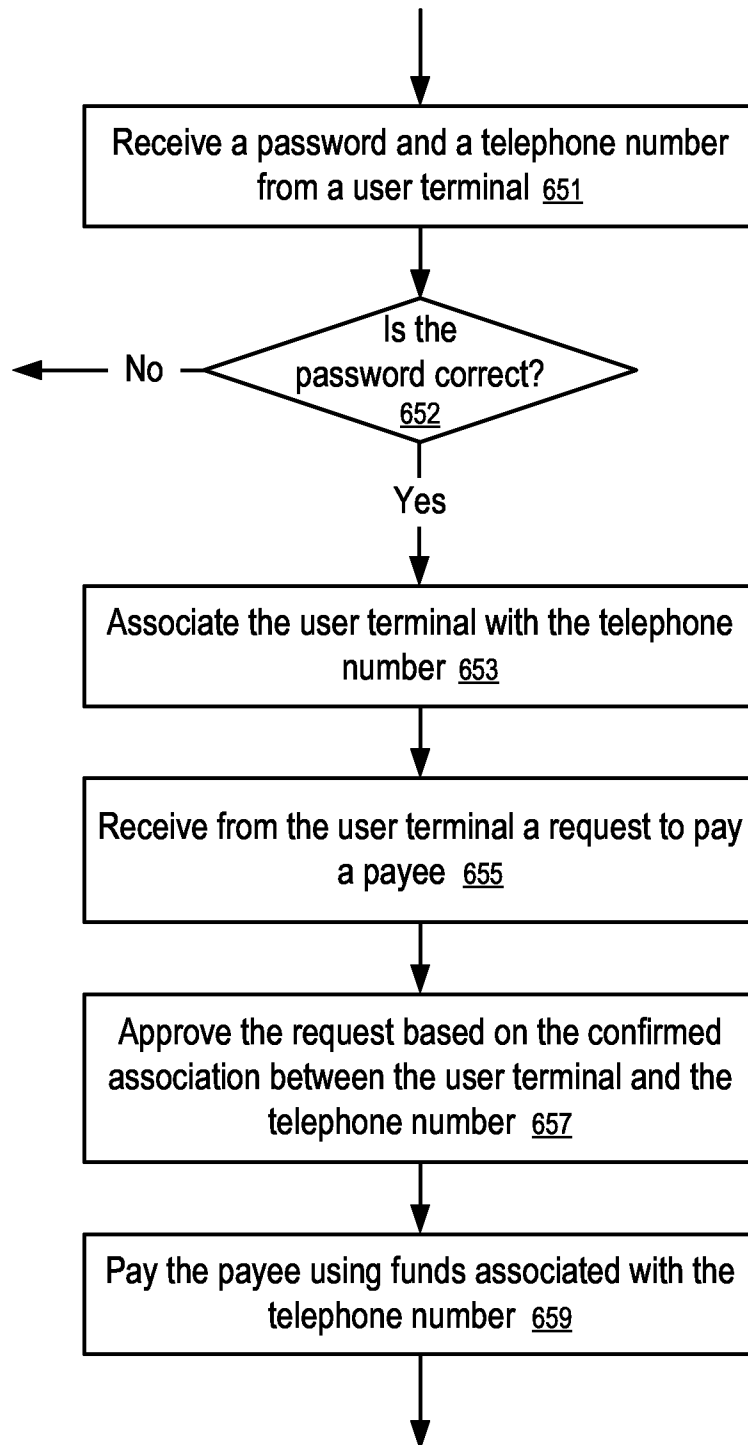 Receive a password and a telephone number
from a user terminal 651
Is the
password correct?
652
No
Yes
Associate the user terminal with the telephone
number 653
Receive from the user terminal a request to pay
a payee 655
Approve the request based on the confirmed
association between the user terminal and the
telephone number 657
Pay the payee using funds associated with the
telephone number 659